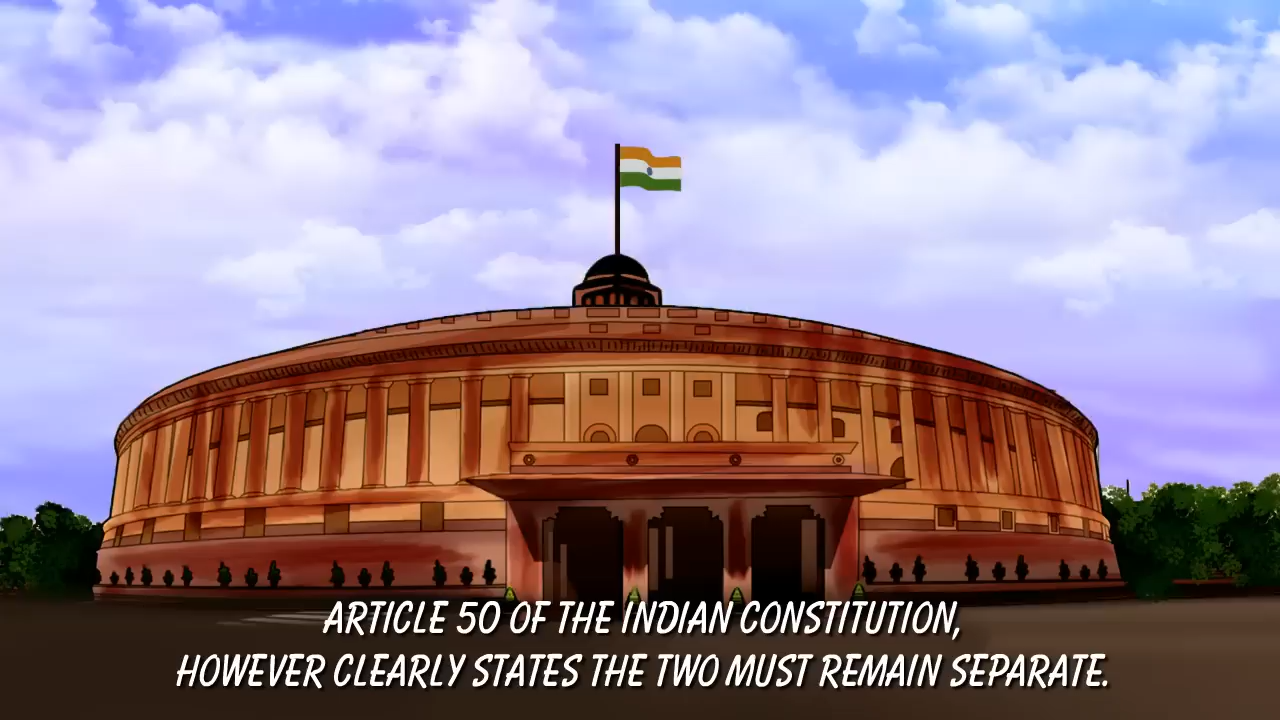 ARTICLE 50 OF THE INDIAN CONSTITUTION,
HOWEVER CLEARLY STATES THE TWO MUST REMAIN SEPARATE.